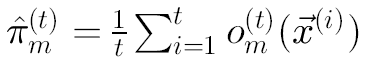 $\hat{\pi}_m^{(t)} = \frac{1}{t} \sum_{i=1}^{t} o_m^{(t)}(\vec{x}^{(i)})$